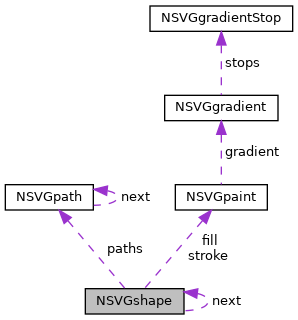 NSVGgradientStop
stops
NSVGgradient
gradient
NSVGpath
next
NSVGpaint
paths
fill
stroke
NSVGshape
next